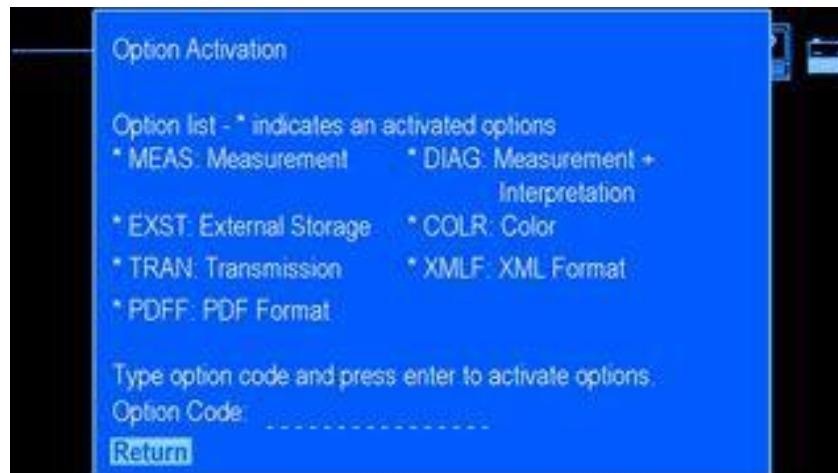 Option Activation
Option list - * indicates an activated options
* MEAS: Measurement * DIAG: Measurement +
Interpretation
* EXST: External Storage * COLR: Color
* TRAN: Transmission * XMLF: XML Format
* PDFF: PDF Format
Type option code and press enter to activate options.
Option Code:
Return